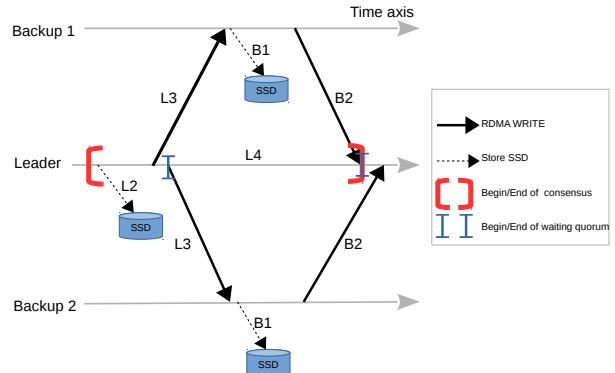 Time axis
Backup 1
B1
SSD
L3
B2
RDMA WRITE
Store SSD
Begin/End of consensus
Begin/End of waiting quorum
Leader
L4
L2
SSD
L3
B2
Backup 2
B1
SSD